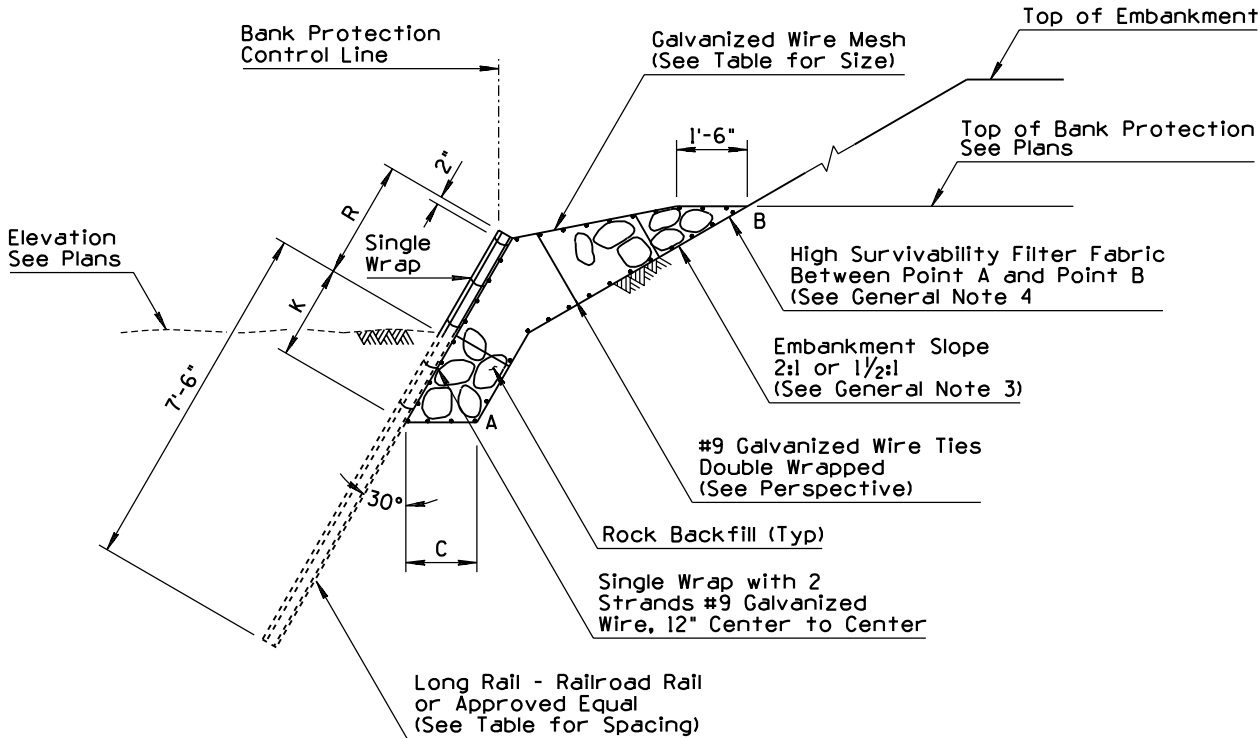 Top of Embankment
Bank Protection
Control Line
Galvanized Wire Mesh
(See Table for Size)
1'-6"
Top of Bank Protection
See Plans
2"
R
Elevation
See Plans
Single
Wrap
B
High Survivability Filter Fabric
Between Point A and Point B
(See General Note 4
K
Embankment Slope
2:1 or 1½:1
(See General Note 3)
7'-6"
A
#9 Galvanized Wire Ties
Double Wrapped
(See Perspective)
30°
Rock Backfill (Typ)
C
Single Wrap with 2
Strands #9 Galvanized
Wire, 12" Center to Center
Long Rail - Railroad Rail
or Approved Equal
(See Table for Spacing)